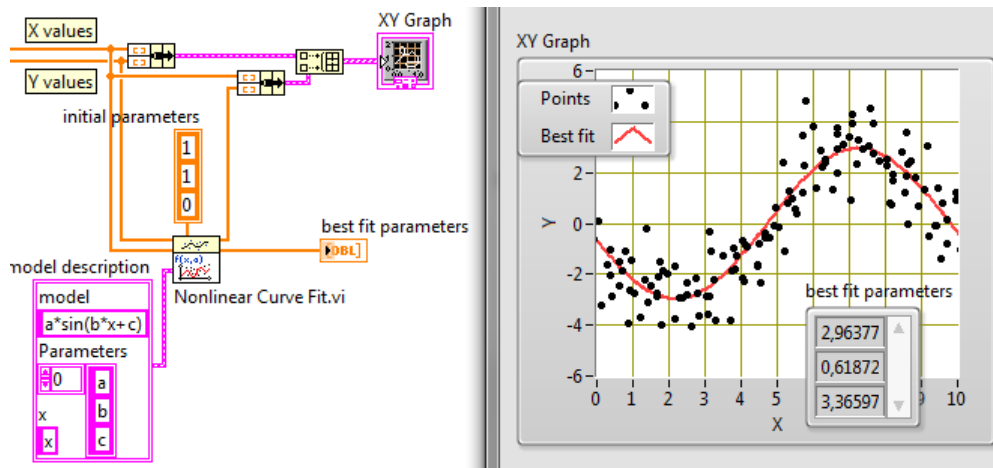 X values
Y values
XY Graph
initial parameters
1
1
0
best fit parameters
DBL]
f(x,a)
Nonlinear Curve Fit.vi
model description
model
a*sin(b*x+c)
Parameters
0
a
b
c
x
x
XY Graph
Points
Best fit
6
2
0
-2
-4
-6
Y
0 1 2 3 4 5 9 10
X
best fit parameters
2,96377
0,61872
3,36597